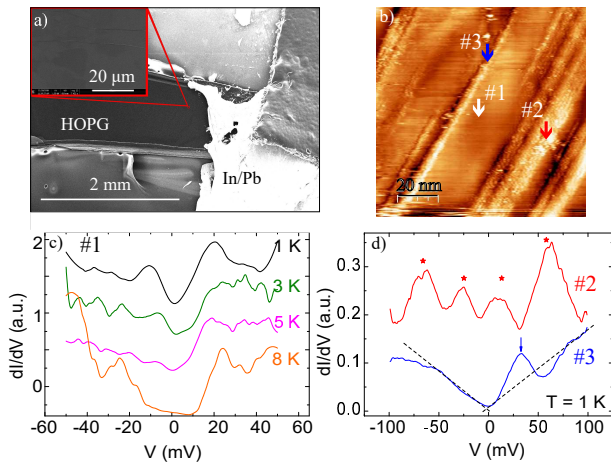 a)
20 μm
HOPG
In/Pb
2 mm
b)
#3
#1
#2
20 nm
c)
#1
1 K
3 K
5 K
8 K
2
1
0
dI/dV (a.u.)
-60 -40 -20 0 20 40 60
V (mV)
d)
#2
#3
T = 1 K
0.3
0.2
0.1
0.0
dI/dV (a.u.)
-100 -50 0 50 100
V (mV)